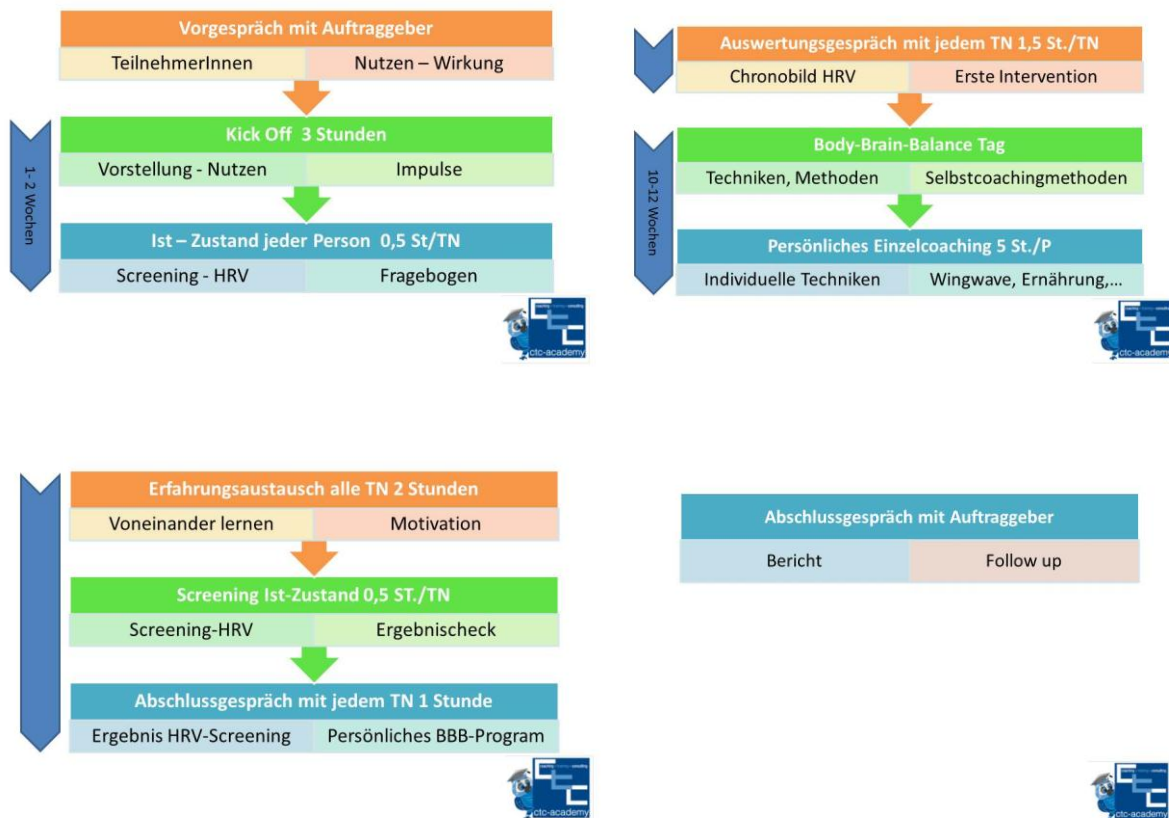 Vorgespräch mit Auftraggeber
TeilnehmerInnen
Nutzen – Wirkung
1- 2 Wochen
Kick Off 3 Stunden
Vorstellung - Nutzen
Impulse
Ist – Zustand jeder Person 0,5 St/TN
Screening - HRV
Fragebogen
ctc-academy
Auswertungsgespräch mit jedem TN 1,5 St./TN
Chronobild HRV
Erste Intervention
10-12 Wochen
Body-Brain-Balance Tag
Techniken, Methoden
Selbstcoachingmethoden
Persönliches Einzelcoaching 5 St./P
Individuelle Techniken
Wingwave, Ernährung,...
ctc-academy
Erfahrungsaustausch alle TN 2 Stunden
Voneinander lernen
Motivation
Screening Ist-Zustand 0,5 ST./TN
Screening-HRV
Ergebnischeck
Abschlussgespräch mit jedem TN 1 Stunde
Ergebnis HRV-Screening
Persönliches BBB-Program
ctc-academy
Abschlussgespräch mit Auftraggeber
Bericht
Follow up
ctc-academy